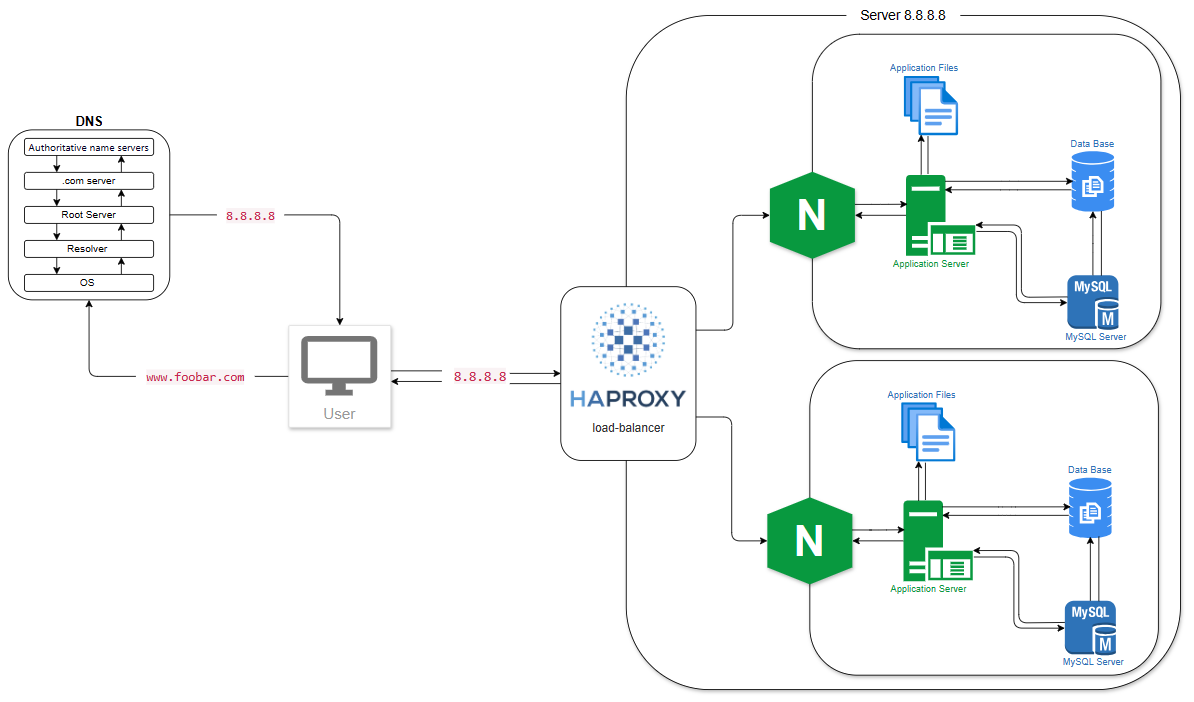 Server 8.8.8.8
DNS
Authoritative name servers
.com server
Root Server
Resolver
OS
8.8.8.8
www.foobar.com
User
8.8.8.8
HAPROXY
load-balancer
N
Application Files
Data Base
Application Server
MySQL
M
MySQL Server
N
Application Files
Data Base
Application Server
MySQL
M
MySQL Server